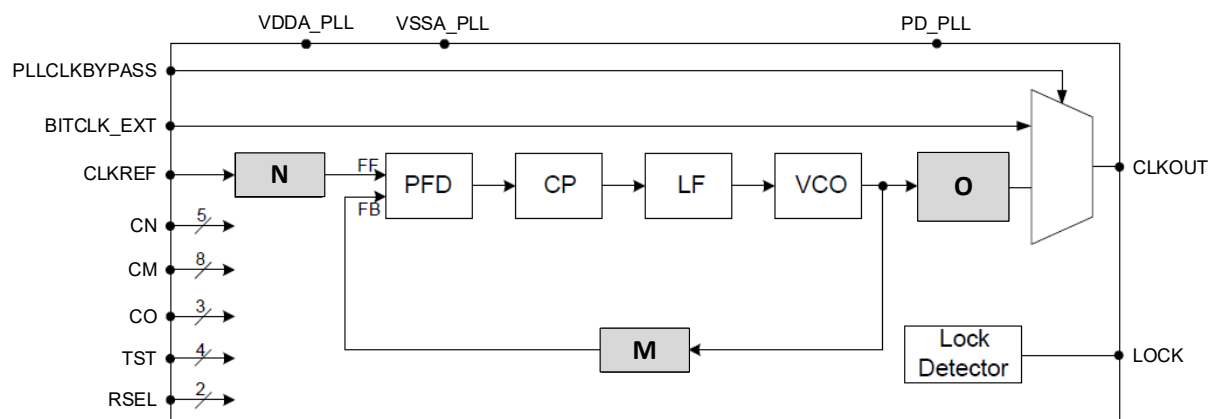 VDDA_PLL
VSSA_PLL
PD_PLL
PLLCLKBYPASS
BITCLK_EXT
CLKREF
N
FF
FB
PFD
CP
LF
VCO
O
CLKOUT
CN
5
CM
8
CO
3
TST
4
RSEL
2
M
Lock
Detector
LOCK